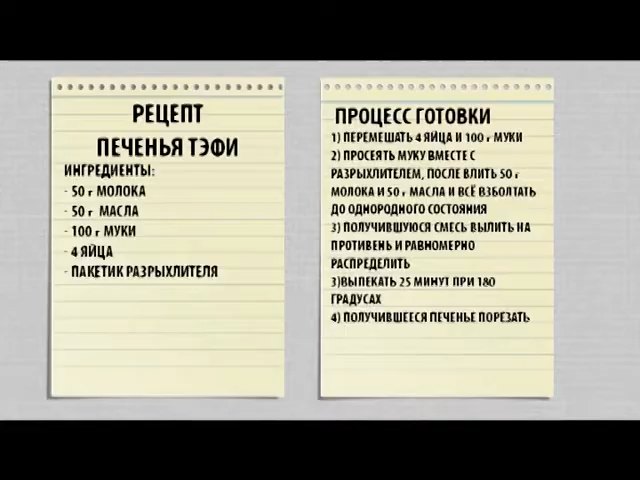 РЕЦЕПТ
ПЕЧЕНЬЯ ТЭФИ
ИНГРЕДИЕНТЫ:
- 50 г МОЛОКА
- 50 г МАСЛА
- 100 г МУКИ
- 4 ЯЙЦА
- ПАКЕТИК РАЗРЫХЛИТЕЛЯ
ПРОЦЕСС ГОТОВКИ
1) ПЕРЕМЕШАТЬ 4 ЯЙЦА И 100 г МУКИ
2) ПРОСЕЯТЬ МУКУ ВМЕСТЕ С
РАЗРЫХЛИТЕЛЕМ, ПОСЛЕ ВЛИТЬ 50 г
МОЛОКА И 50 г МАСЛА И ВСЁ ВЗБОЛТАТЬ
ДО ОДНОРОДНОГО СОСТОЯНИЯ
3) ПОЛУЧИВШУЮСЯ СМЕСЬ ВЫЛИТЬ НА
ПРОТИВЕНЬ И РАВНОМЕРНО
РАСПРЕДЕЛИТЬ
3)ВЫПЕКАТЬ 25 МИНУТ ПРИ 180
ГРАДУСАХ
4) ПОЛУЧИВШЕЕСЯ ПЕЧЕНЬЕ ПОРЕЗАТЬ